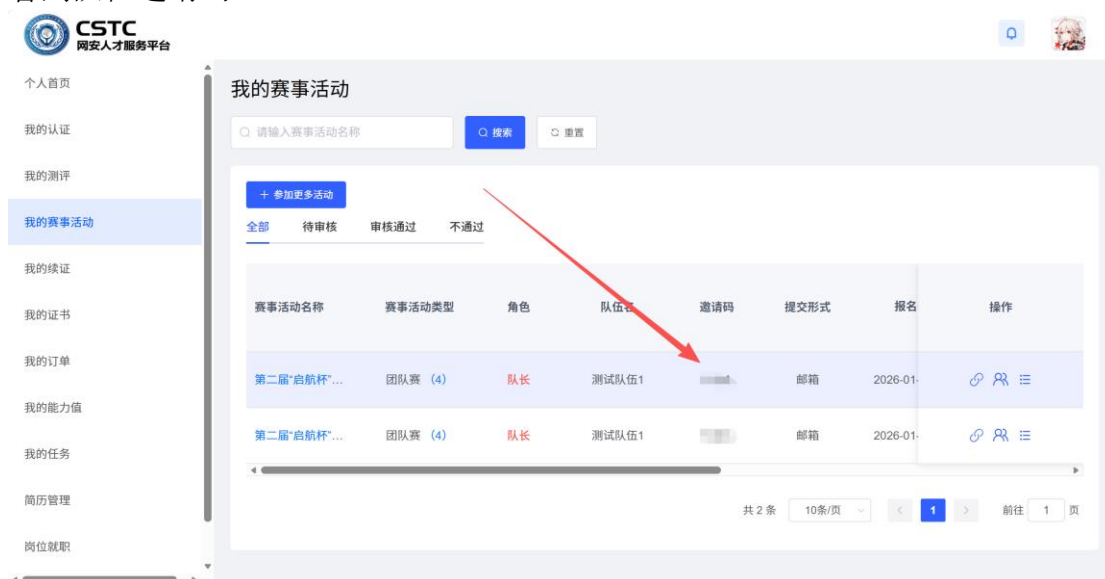 CSTC
网安人才服务平台
个人首页
我的认证
我的测评
我的赛事活动
我的续证
我的证书
我的订单
我的能力值
我的任务
简历管理
岗位就职
我的赛事活动
请输入赛事活动名称 搜索 重置
+ 参加更多活动
全部 待审核 审核通过 不通过
赛事活动名称 赛事活动类型 角色 队伍名 邀请码 提交形式 报名 操作
第二届“启航杯”... 团队赛 (4) 队长 测试队伍1 邮箱 2026-01-
第二届“启航杯”... 团队赛 (4) 队长 测试队伍1 邮箱 2026-01-
共 2 条 10条/页 < 1 > 前往 1 页